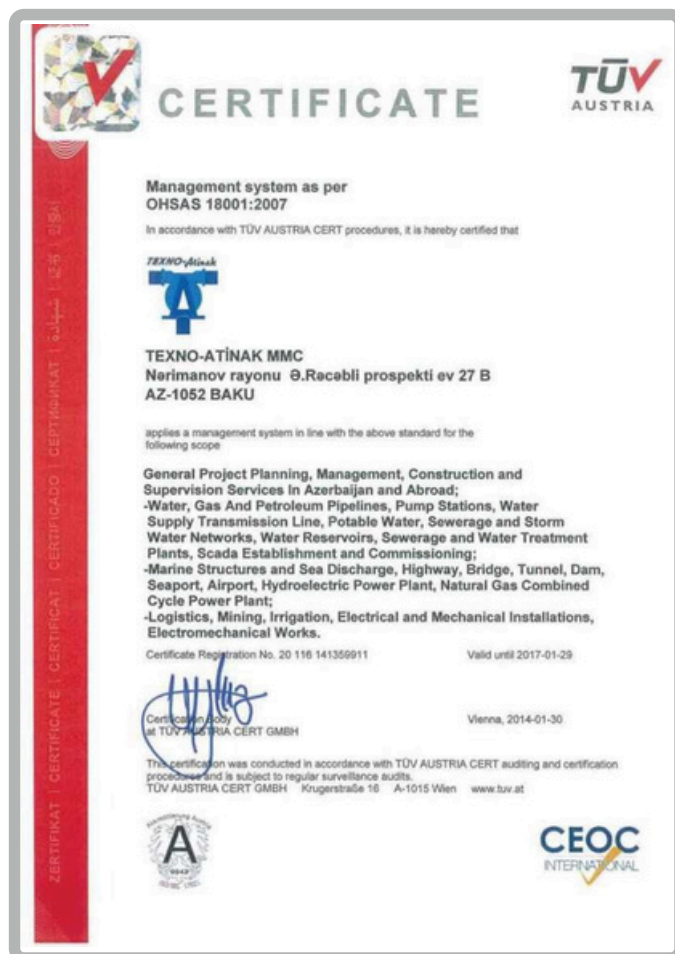 CERTIFICATE
TÜV
AUSTRIA
Management system as per
OHSAS 18001:2007
In accordance with TÜV AUSTRIA CERT procedures, it is hereby certified that
TEXNO-Atinak
TEXNO-ATİNAK MMC
Nərimanov rayonu Ə.Rəcəbli prospekti ev 27 B
AZ-1052 BAKU
applies a management system in line with the above standard for the
following scope
General Project Planning, Management, Construction and
Supervision Services In Azerbaijan and Abroad;
-Water, Gas And Petroleum Pipelines, Pump Stations, Water
Supply Transmission Line, Potable Water, Sewerage and Storm
Water Networks, Water Reservoirs, Sewerage and Water Treatment
Plants, Scada Establishment and Commissioning;
-Marine Structures and Sea Discharge, Highway, Bridge, Tunnel, Dam,
Seaport, Airport, Hydroelectric Power Plant, Natural Gas Combined
Cycle Power Plant;
-Logistics, Mining, Irrigation, Electrical and Mechanical Installations,
Electromechanical Works.
Certificate Registration No. 20 116 141359911 Valid until 2017-01-29
Certification Body Vienna, 2014-01-30
at TÜV AUSTRIA CERT GMBH
This certification was conducted in accordance with TÜV AUSTRIA CERT auditing and certification
procedures and is subject to regular surveillance audits.
TÜV AUSTRIA CERT GMBH Krugerstraße 16 A-1015 Wien www.tuv.at
A
CEOC
INTERNATIONAL
ZERTIFIKAT | CERTIFICATE | CERTIFICAT | CERTIFICADO | СЕРТИФИКАТ | شهادة